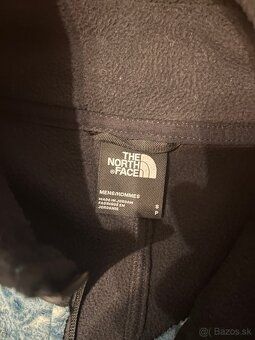 THE
NORTH
FACE
MENS/HOMMES
MADE IN JORDAN
FABRIQUÉ EN
JORDANIE
S
P
© Bazos.sk